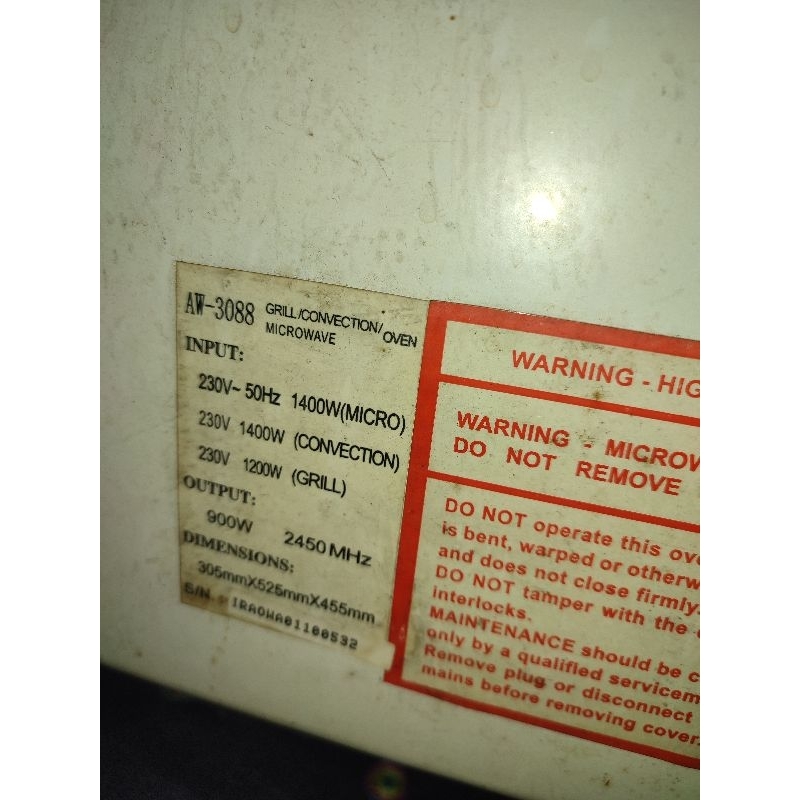 AW-3088 GRILL/CONVECTION/OVEN
MICROWAVE
INPUT:
230V~ 50Hz 1400W(MICRO)
230V 1400W (CONVECTION)
230V 1200W (GRILL)
OUTPUT:
900W 2450MHz
DIMENSIONS:
305mmX525mmX455mm
S/N
WARNING - HIG
WARNING - MICROW
DO NOT REMOVE
DO NOT operate this ove
is bent, warped or otherw
and does not close firmly.
DO NOT tamper with the
interlocks.
MAINTENANCE should be c
only by a qualified servicem
Remove plug or disconnect
mains before removing cover.